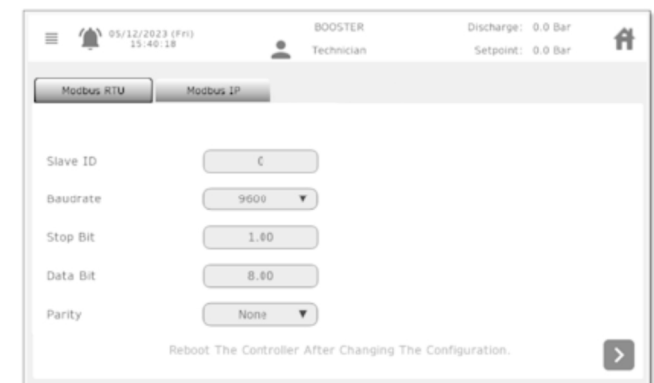 05/12/2023 (Fri)
15:40:18
BOOSTER
Technician
Discharge: 0.0 Bar
Setpoint: 0.0 Bar
Modbus RTU
Modbus IP
Slave ID
Baudrate 9600
Stop Bit 1.00
Data Bit 8.00
Parity None
Reboot The Controller After Changing The Configuration.